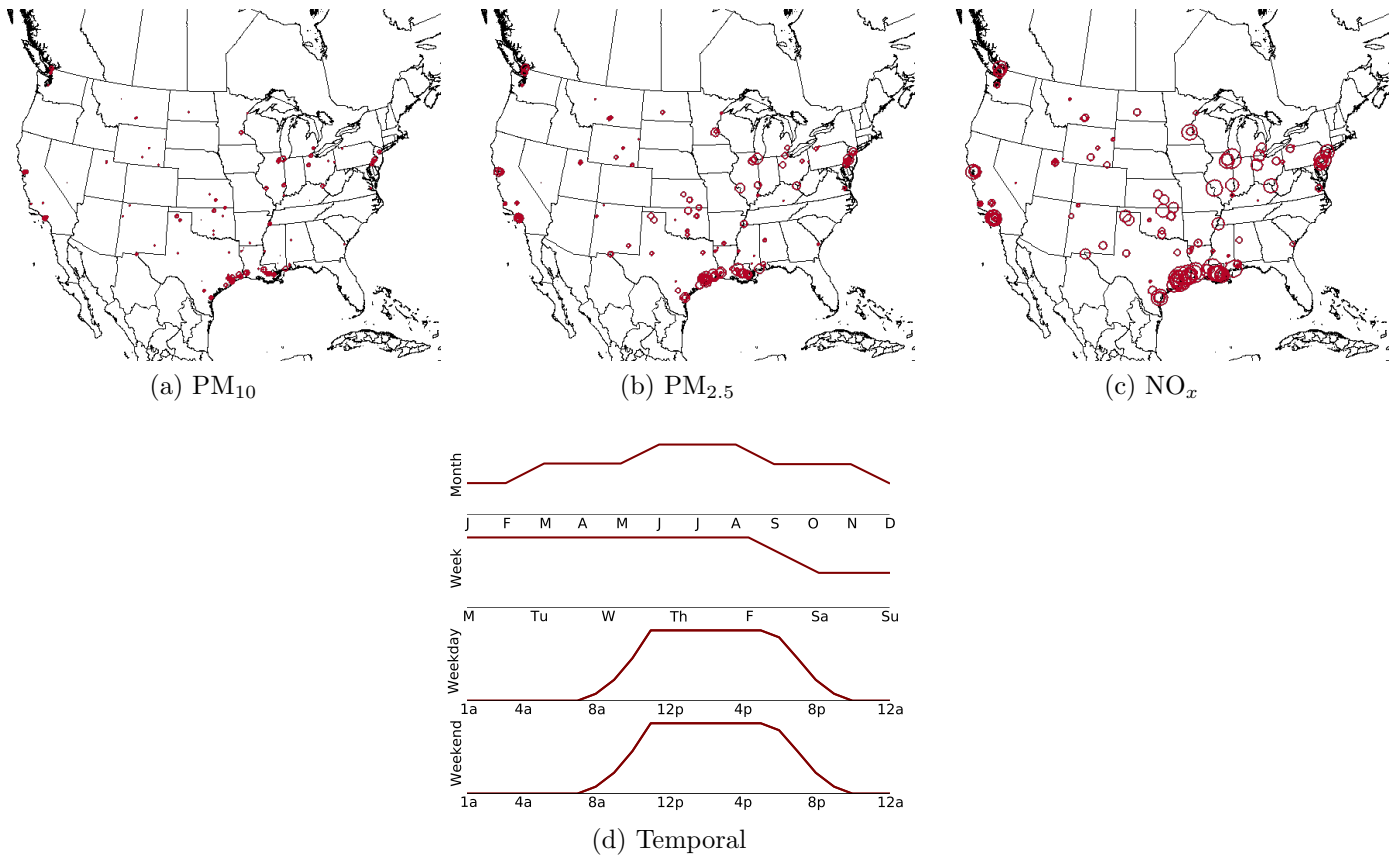 (a) PM₁₀ (b) PM₂.₅ (c) NOₓ
Month
J F M A M J J A S O N D
Week
M Tu W Th F Sa Su
Weekday
1a 4a 8a 12p 4p 8p 12a
Weekend
1a 4a 8a 12p 4p 8p 12a
(d) Temporal